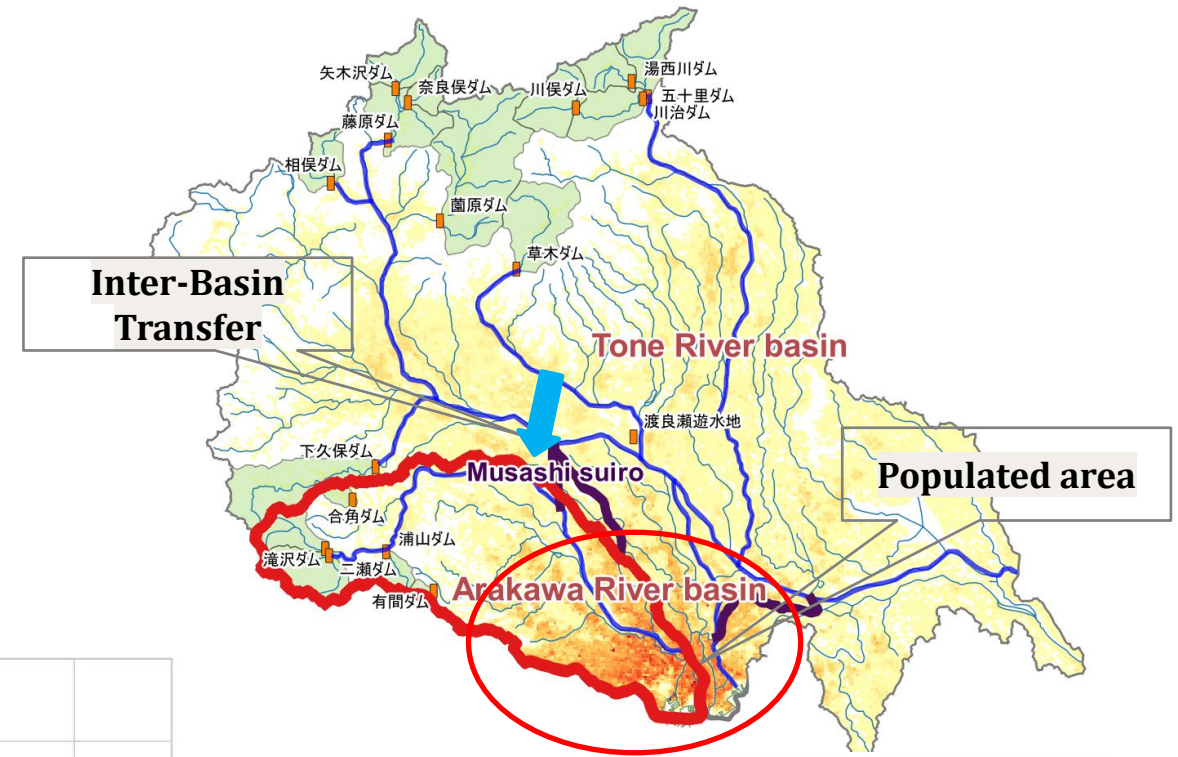 湯西川ダム
矢木沢ダム
奈良俣ダム
川俣ダム
五十里ダム
川治ダム
藤原ダム
相俣ダム
薗原ダム
草木ダム
Inter-Basin
Transfer
Tone River basin
渡良瀬遊水地
下久保ダム
Musashi suiro
Populated area
合角ダム
浦山ダム
滝沢ダム
二瀬ダム
Arakawa River basin
有間ダム